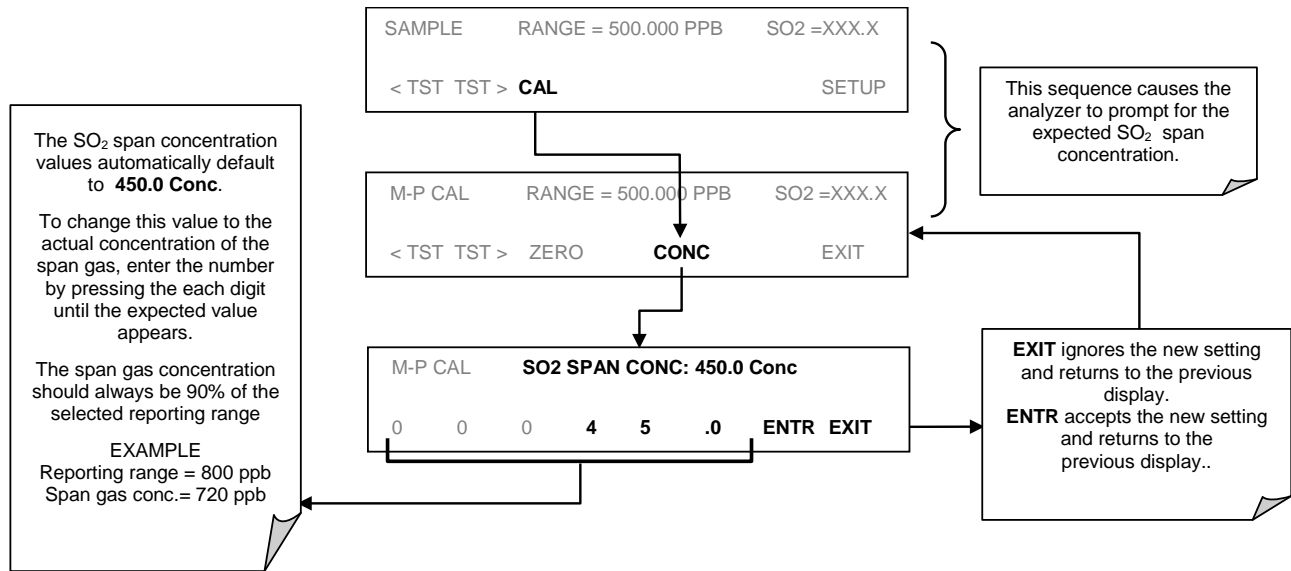 SAMPLE RANGE = 500.000 PPB SO2 =XXX.X
< TST TST > CAL SETUP
This sequence causes the
analyzer to prompt for the
expected SO₂ span
concentration.
The SO₂ span concentration
values automatically default
to 450.0 Conc.
To change this value to the
actual concentration of the
span gas, enter the number
by pressing the each digit
until the expected value
appears.
The span gas concentration
should always be 90% of the
selected reporting range
EXAMPLE
Reporting range = 800 ppb
Span gas conc.= 720 ppb
M-P CAL RANGE = 500.000 PPB SO2 =XXX.X
< TST TST > ZERO CONC EXIT
M-P CAL SO2 SPAN CONC: 450.0 Conc
0 0 0 4 5 .0 ENTR EXIT
EXIT ignores the new setting
and returns to the previous
display.
ENTR accepts the new setting
and returns to the
previous display..